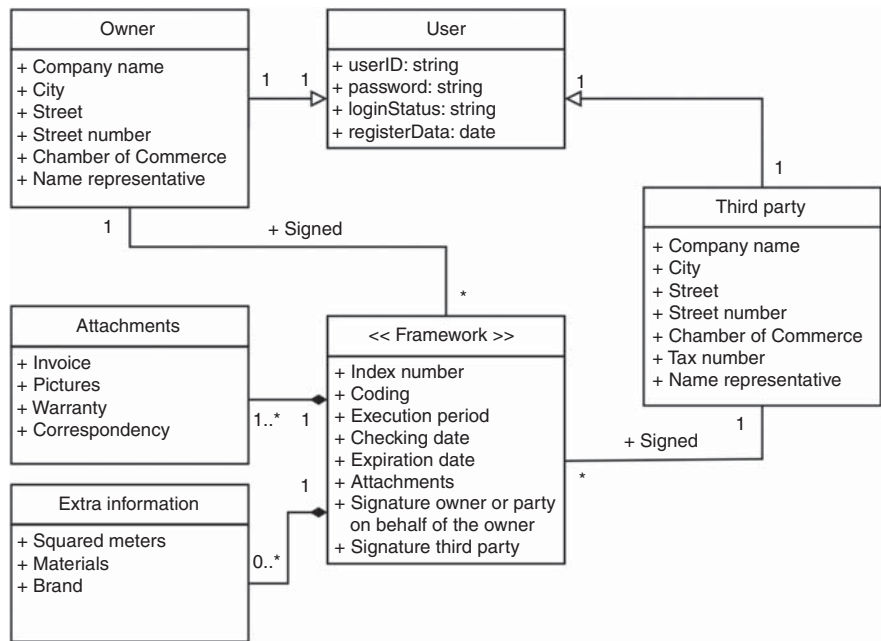 Owner
+ Company name
+ City
+ Street
+ Street number
+ Chamber of Commerce
+ Name representative
1
1
User
+ userID: string
+ password: string
+ loginStatus: string
+ registerData: date
1
1
Third party
+ Company name
+ City
+ Street
+ Street number
+ Chamber of Commerce
+ Tax number
+ Name representative
1
+ Signed
*
Attachments
+ Invoice
+ Pictures
+ Warranty
+ Correspondency
1..*
1
<< Framework >>
+ Index number
+ Coding
+ Execution period
+ Checking date
+ Expiration date
+ Attachments
+ Signature owner or party
on behalf of the owner
+ Signature third party
1
+ Signed
*
Extra information
+ Squared meters
+ Materials
+ Brand
1
0..*